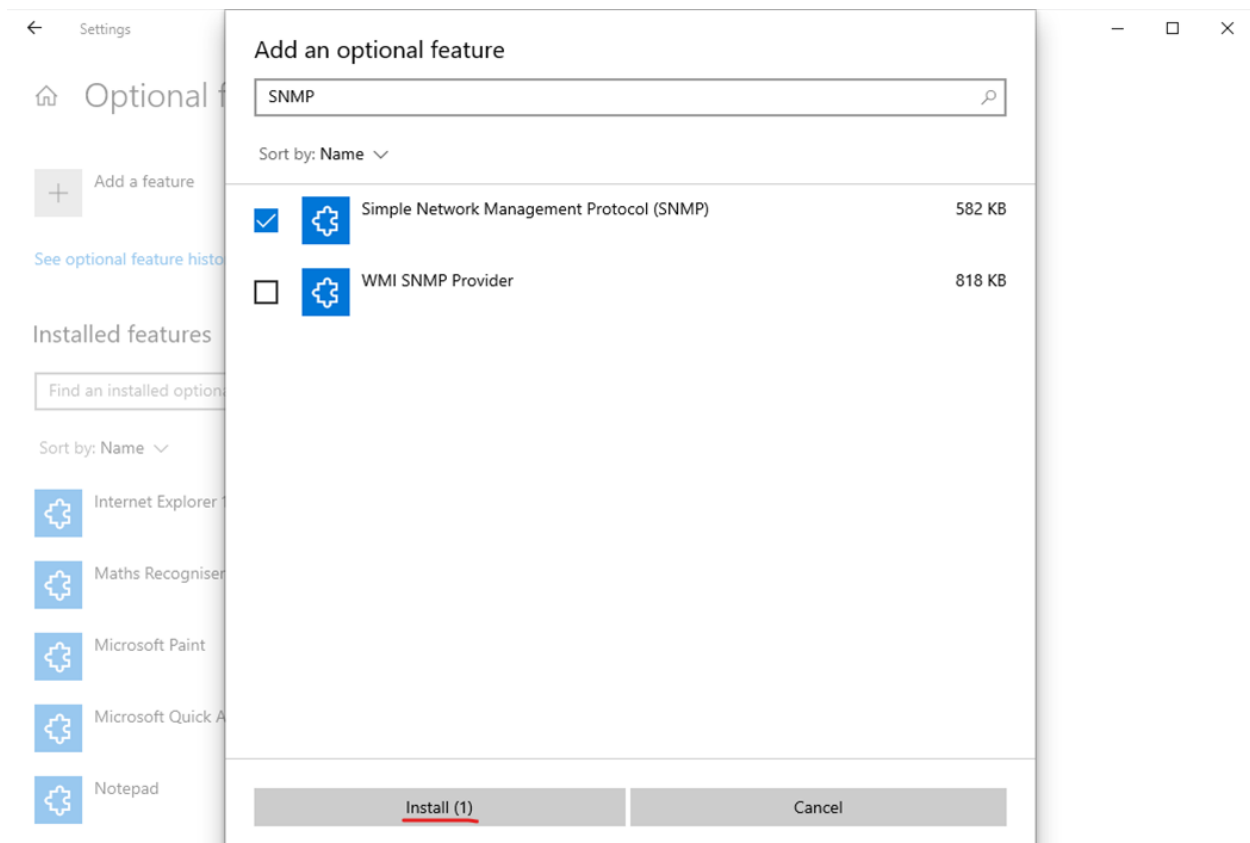 Settings
Optional f
Add a feature
See optional feature histo
Installed features
Find an installed optiona
Sort by: Name
Internet Explorer 1
Maths Recogniser
Microsoft Paint
Microsoft Quick A
Notepad
Add an optional feature
SNMP
Sort by: Name
Simple Network Management Protocol (SNMP) 582 KB
WMI SNMP Provider 818 KB
Install (1) Cancel